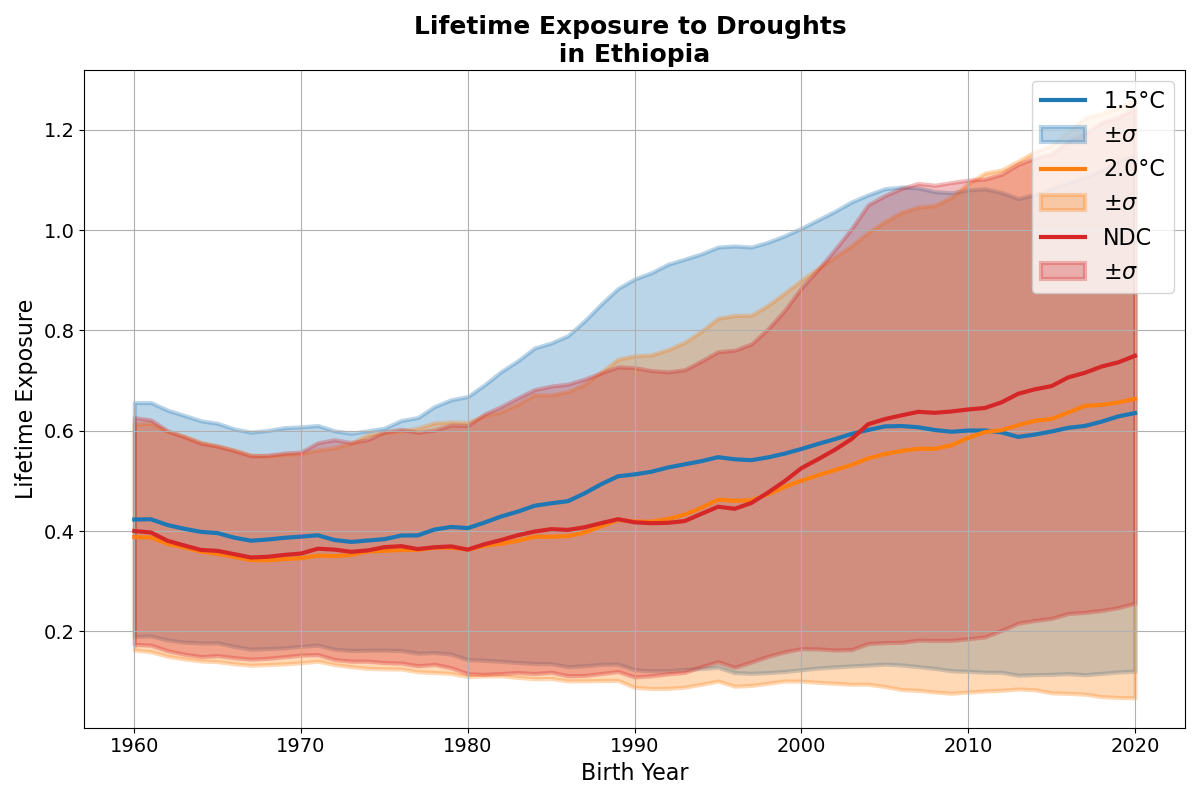 Lifetime Exposure to Droughts
in Ethiopia
1.5°C
±σ
2.0°C
±σ
NDC
±σ
Lifetime Exposure
1.2
1.0
0.8
0.6
0.4
0.2
1960 1970 1980 1990 2000 2010 2020
Birth Year